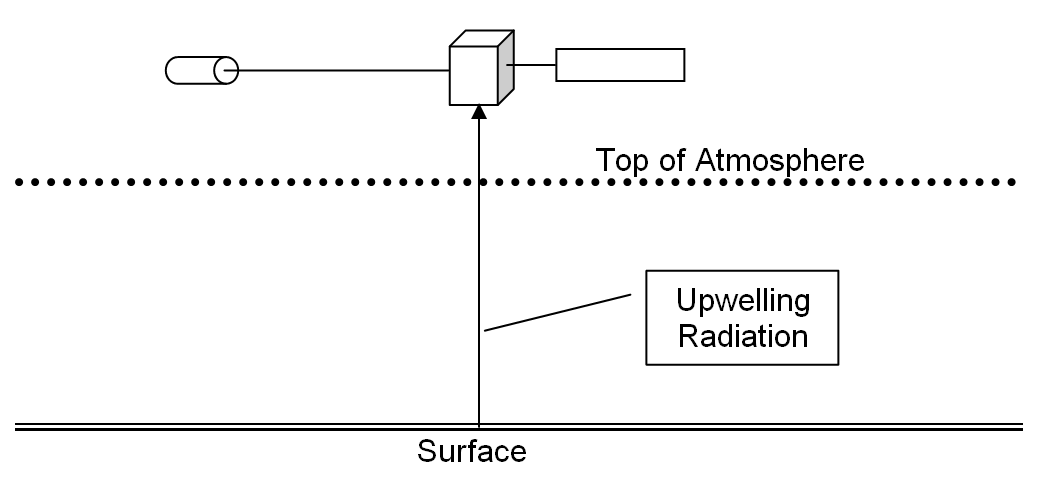 Top of Atmosphere
Upwelling
Radiation
Surface